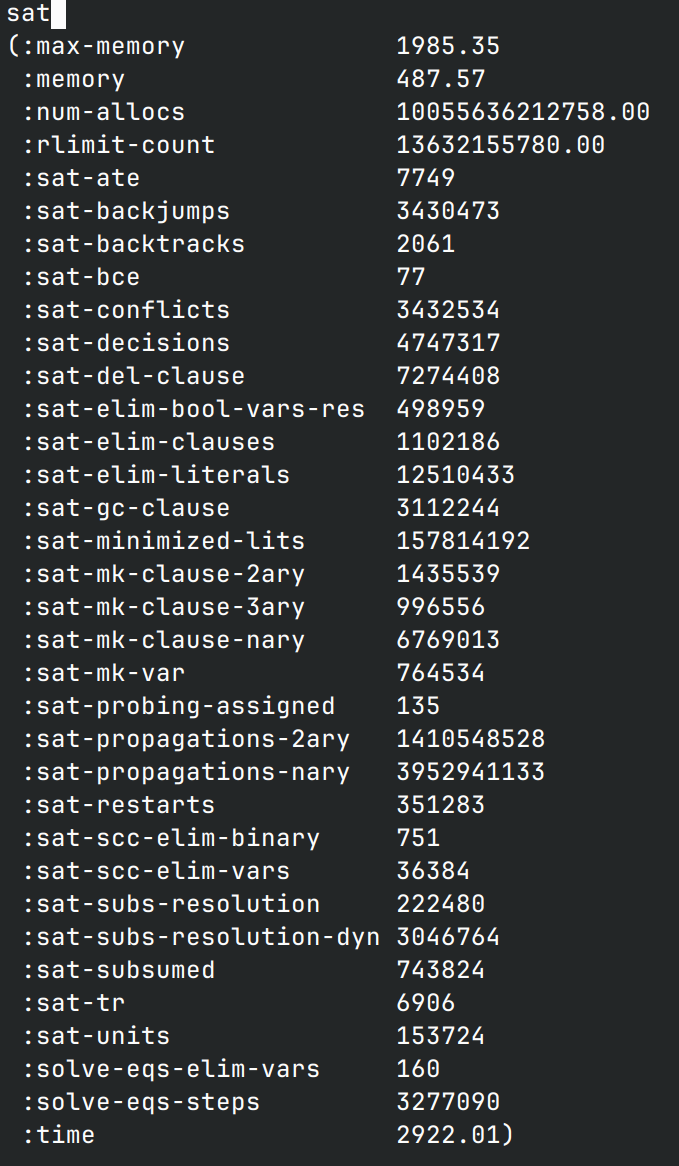 sat
(:max-memory 1985.35
:memory 487.57
:num-allocs 10055636212758.00
:rlimit-count 13632155780.00
:sat-ate 7749
:sat-backjumps 3430473
:sat-backtracks 2061
:sat-bce 77
:sat-conflicts 3432534
:sat-decisions 4747317
:sat-del-clause 7274408
:sat-elim-bool-vars-res 498959
:sat-elim-clauses 1102186
:sat-elim-literals 12510433
:sat-gc-clause 3112244
:sat-minimized-lits 157814192
:sat-mk-clause-2ary 1435539
:sat-mk-clause-3ary 996556
:sat-mk-clause-nary 6769013
:sat-mk-var 764534
:sat-probing-assigned 135
:sat-propagations-2ary 1410548528
:sat-propagations-nary 3952941133
:sat-restarts 351283
:sat-scc-elim-binary 751
:sat-scc-elim-vars 36384
:sat-subs-resolution 222480
:sat-subs-resolution-dyn 3046764
:sat-subsumed 743824
:sat-tr 6906
:sat-units 153724
:solve-eqs-elim-vars 160
:solve-eqs-steps 3277090
:time 2922.01)